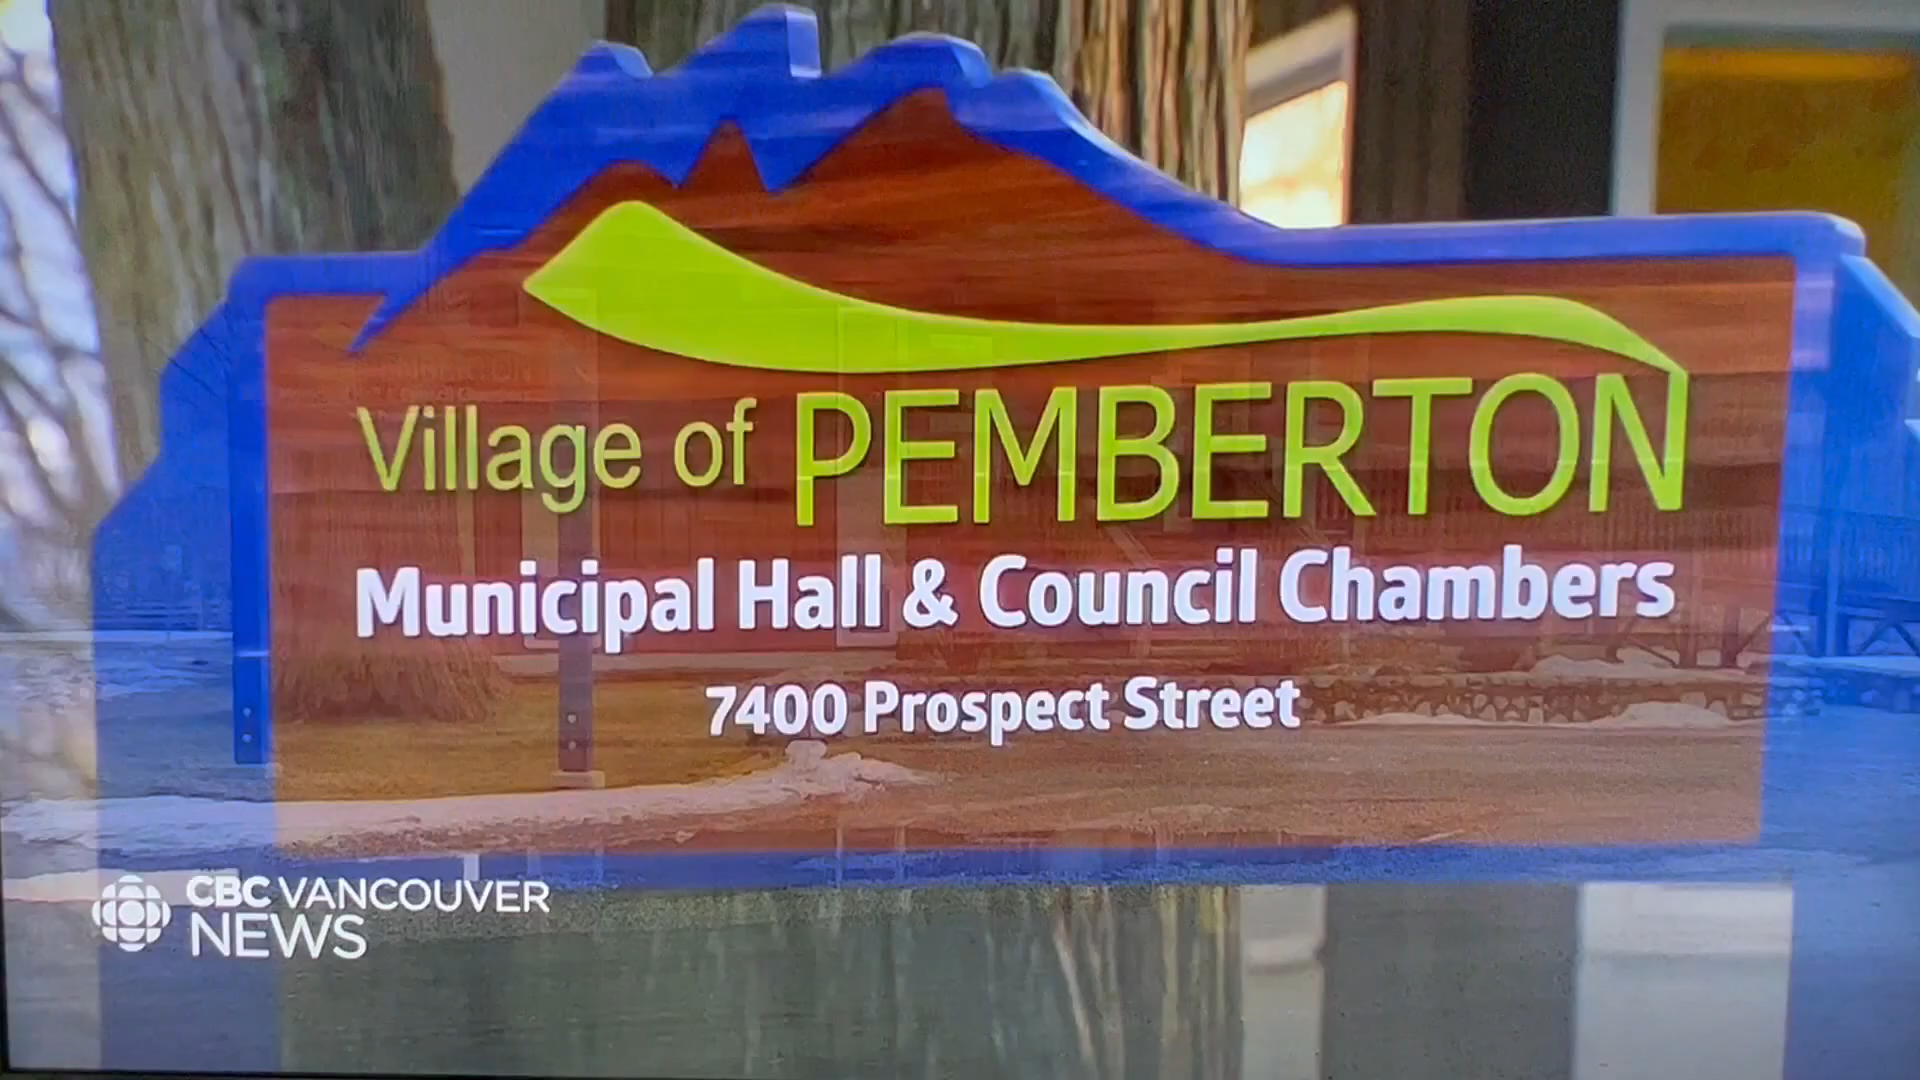 Village of PEMBERTON
Municipal Hall & Council Chambers
7400 Prospect Street
CBC VANCOUVER
NEWS